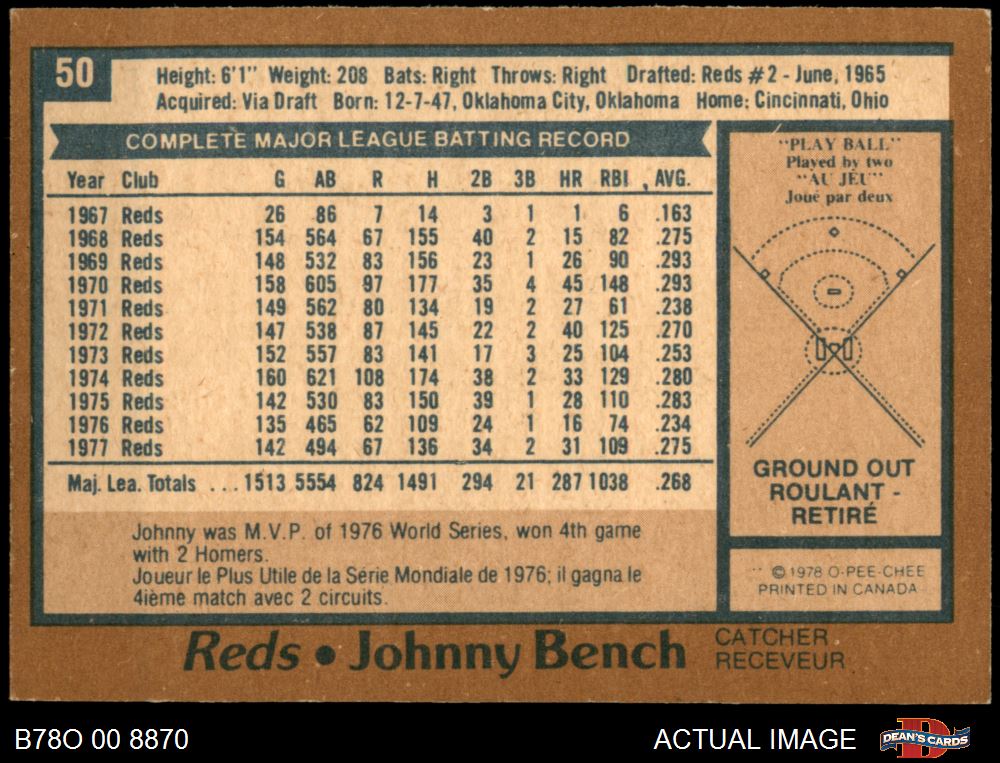 50
Height: 6'1" Weight: 208 Bats: Right Throws: Right Drafted: Reds #2 - June, 1965
Acquired: Via Draft Born: 12-7-47, Oklahoma City, Oklahoma Home: Cincinnati, Ohio
COMPLETE MAJOR LEAGUE BATTING RECORD
Year Club G AB R H 2B 3B HR RBI AVG.
1967 Reds 26 86 7 14 3 1 1 6 .163
1968 Reds 154 564 67 155 40 2 15 82 .275
1969 Reds 148 532 83 156 23 1 26 90 .293
1970 Reds 158 605 97 177 35 4 45 148 .293
1971 Reds 149 562 80 134 19 2 27 61 .238
1972 Reds 147 538 87 145 22 2 40 125 .270
1973 Reds 152 557 83 141 17 3 25 104 .253
1974 Reds 160 621 108 174 38 2 33 129 .280
1975 Reds 142 530 83 150 39 1 28 110 .283
1976 Reds 135 465 62 109 24 1 16 74 .234
1977 Reds 142 494 67 136 34 2 31 109 .275
Maj. Lea. Totals ...1513 5554 824 1491 294 21 287 1038 .268
Johnny was M.V.P. of 1976 World Series, won 4th game
with 2 Homers.
Joueur le Plus Utile de la Série Mondiale de 1976; il gagna le
4ième match avec 2 circuits.
"PLAY BALL"
Played by two
"AU JEU"
Joué par deux
GROUND OUT
ROULANT -
RETIRÉ
© 1978 O-PEE-CHEE
PRINTED IN CANADA
Reds • Johnny Bench
CATCHER
RECEVEUR
B78O 00 8870
ACTUAL IMAGE
DEAN'S CARDS